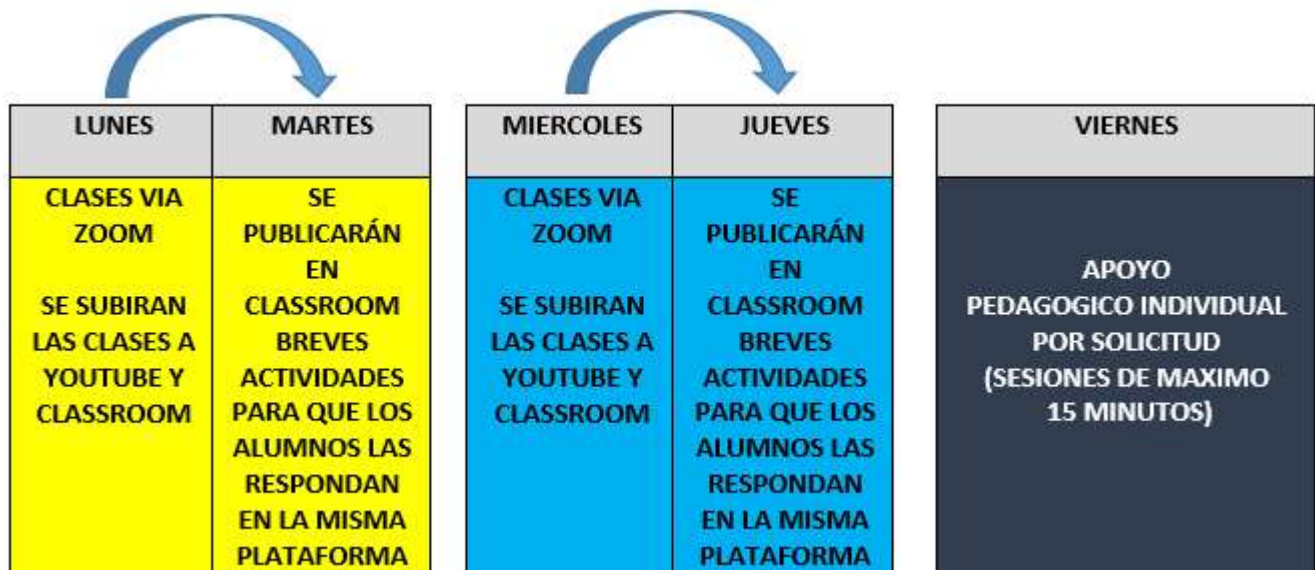 LUNES
CLASES VIA
ZOOM
SE SUBIRAN
LAS CLASES A
YOUTUBE Y
CLASSROOM
MARTES
SE
PUBLICARÁN
EN
CLASSROOM
BREVES
ACTIVIDADES
PARA QUE LOS
ALUMNOS LAS
RESPONDAN
EN LA MISMA
PLATAFORMA
MIERCOLES
CLASES VIA
ZOOM
SE SUBIRAN
LAS CLASES A
YOUTUBE Y
CLASSROOM
JUEVES
SE
PUBLICARÁN
EN
CLASSROOM
BREVES
ACTIVIDADES
PARA QUE LOS
ALUMNOS LAS
RESPONDAN
EN LA MISMA
PLATAFORMA
VIERNES
APOYO
PEDAGOGICO INDIVIDUAL
POR SOLICITUD
(SESIONES DE MAXIMO
15 MINUTOS)